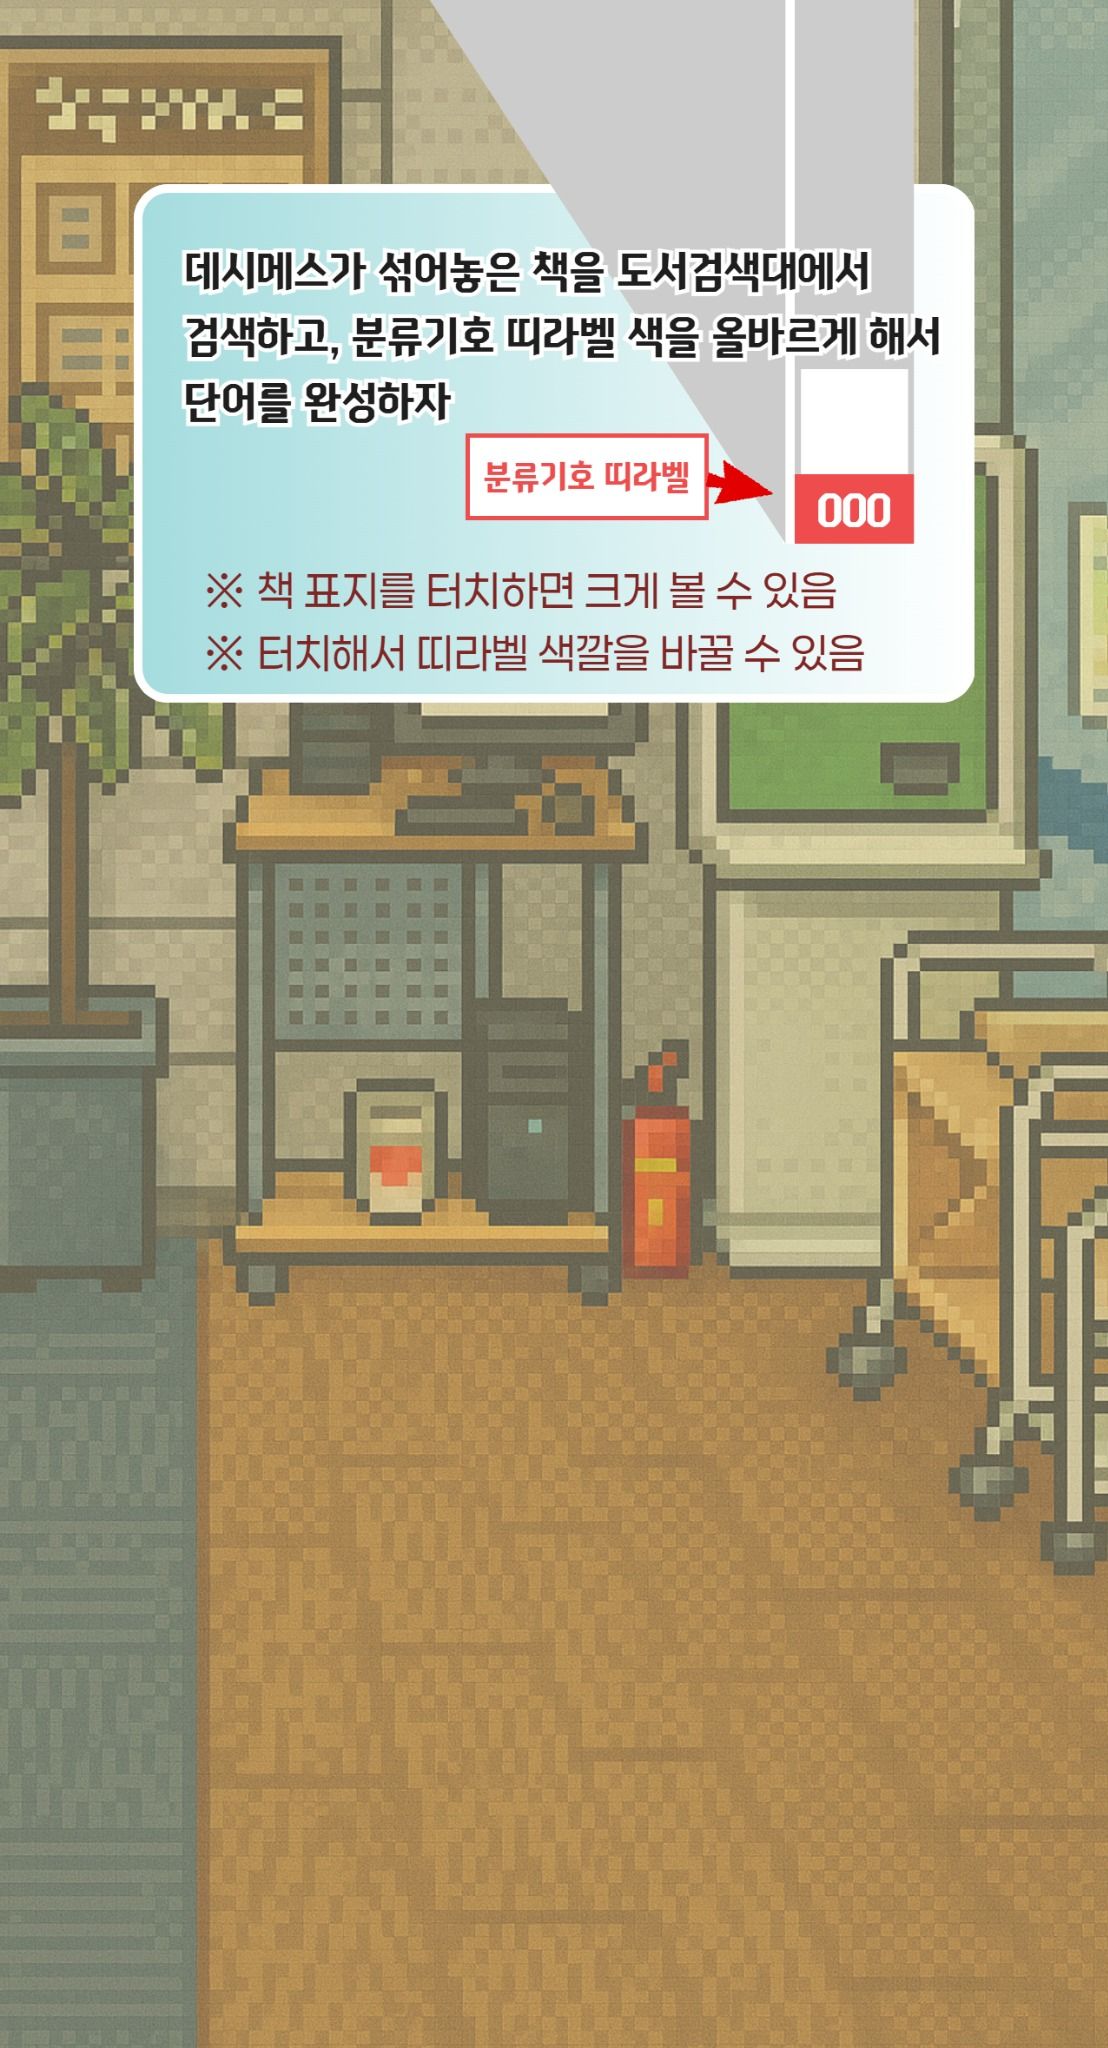 데시메스가 섞어놓은 책을 도서검색대에서
검색하고, 분류기호 띠라벨 색을 올바르게 해서
단어를 완성하자
분류기호 띠라벨
000
※ 책 표지를 터치하면 크게 볼 수 있음
※ 터치해서 띠라벨 색깔을 바꿀 수 있음